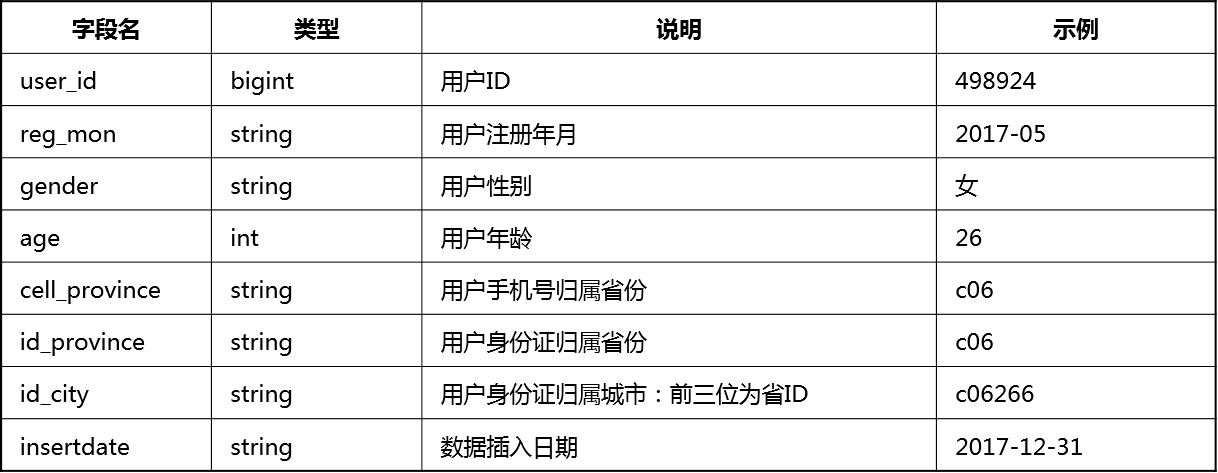 字段名 类型 说明 示例
user_id bigint 用户ID 498924
reg_mon string 用户注册年月 2017-05
gender string 用户性别 女
age int 用户年龄 26
cell_province string 用户手机号归属省份 c06
id_province string 用户身份证归属省份 c06
id_city string 用户身份证归属城市：前三位为省ID c06266
insertdate string 数据插入日期 2017-12-31